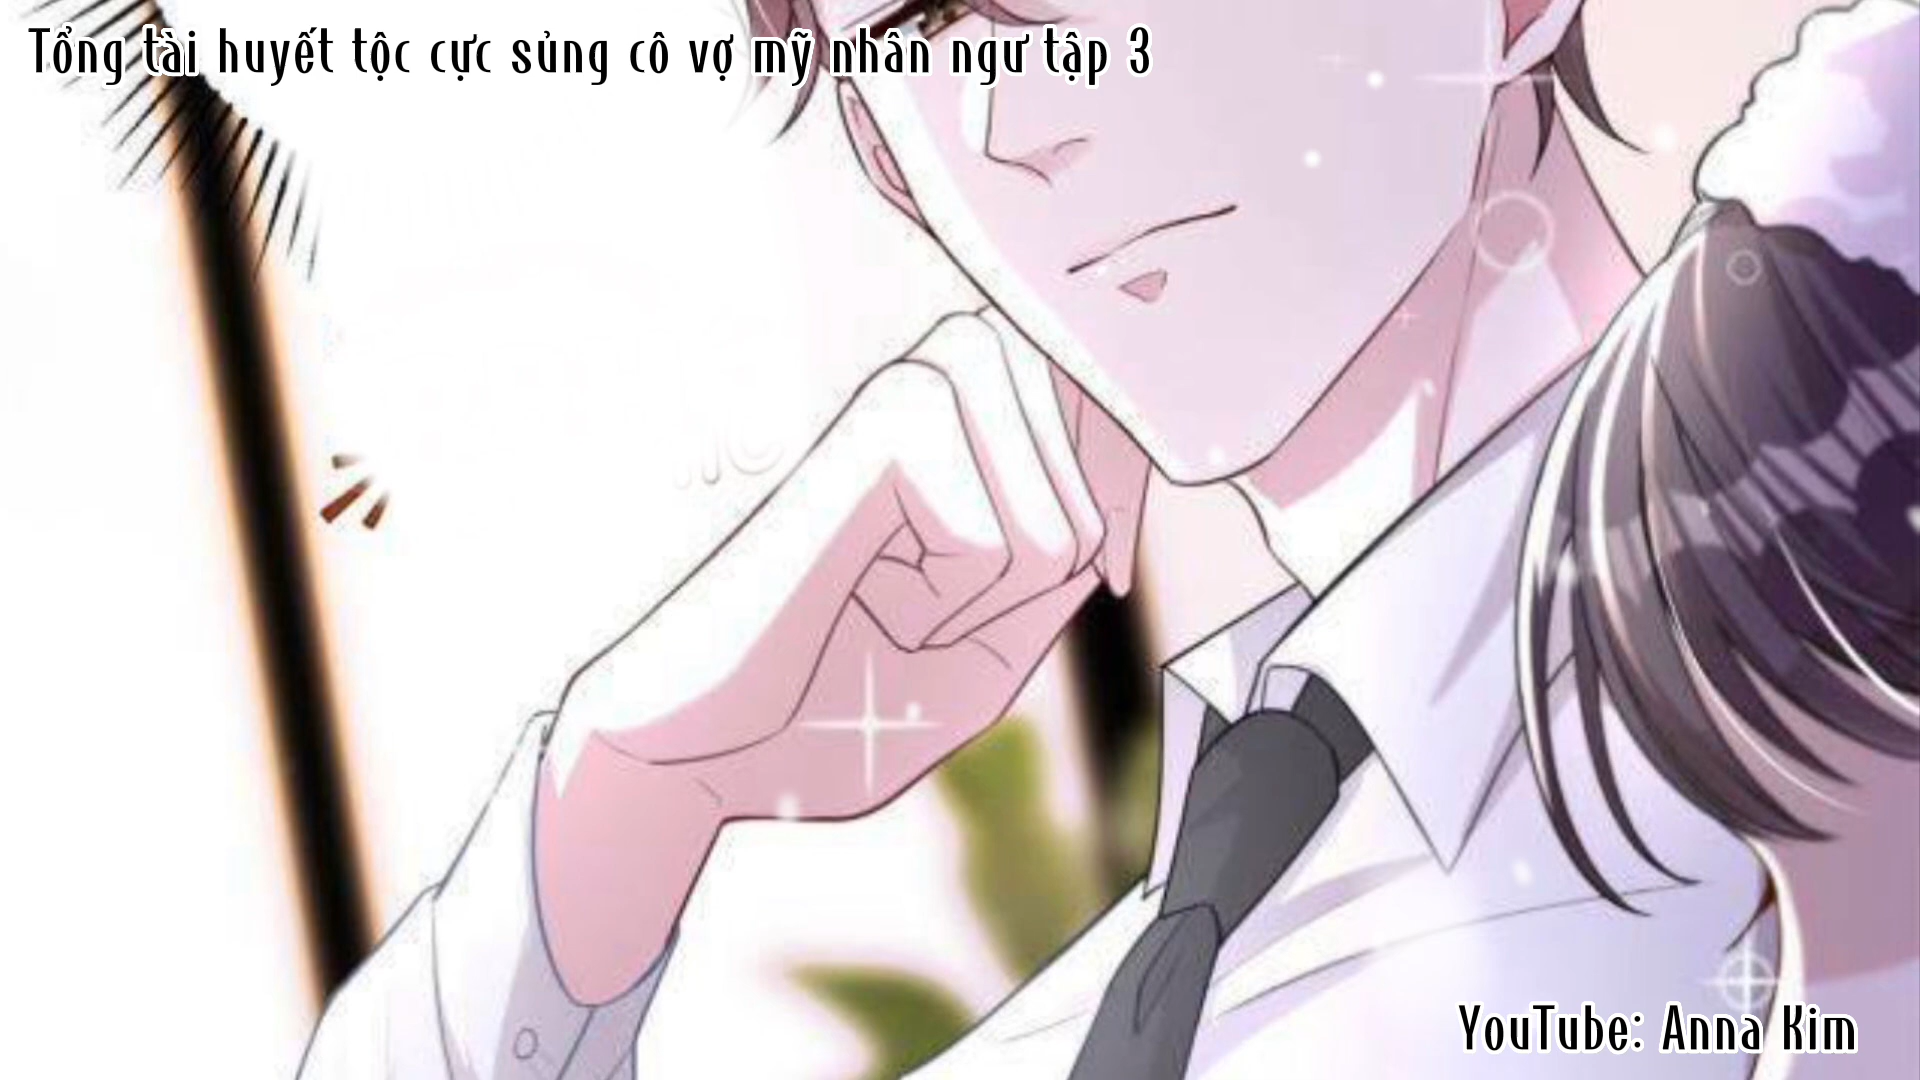 Tổng tài huyết tộc cực sủng cô vợ mỹ nhân ngư tập 3
YouTube: Anna Kim